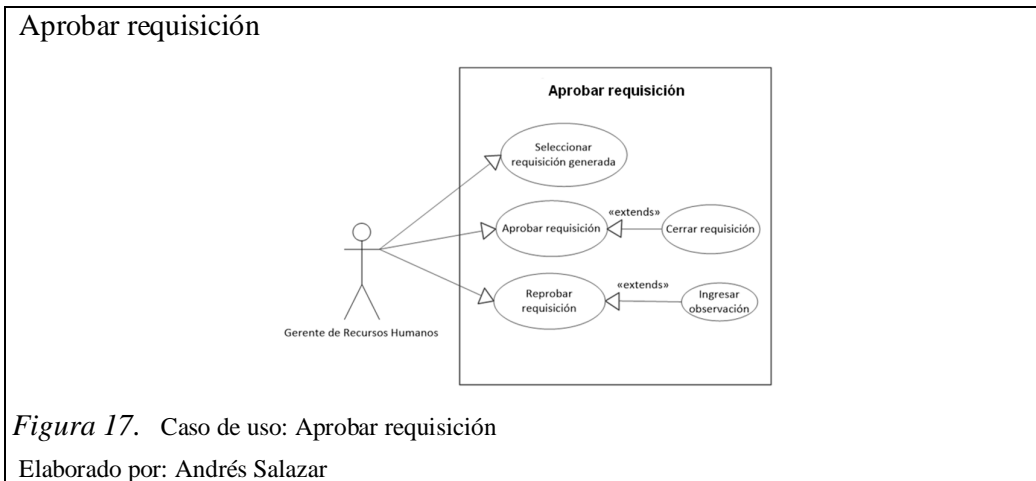 Aprobar requisición
Aprobar requisición
Seleccionar
requisición generada
«extends»
Aprobar requisición
Cerrar requisición
«extends»
Reprobar
requisición
Ingresar
observación
Gerente de Recursos Humanos
Figura 17. Caso de uso: Aprobar requisición
Elaborado por: Andrés Salazar